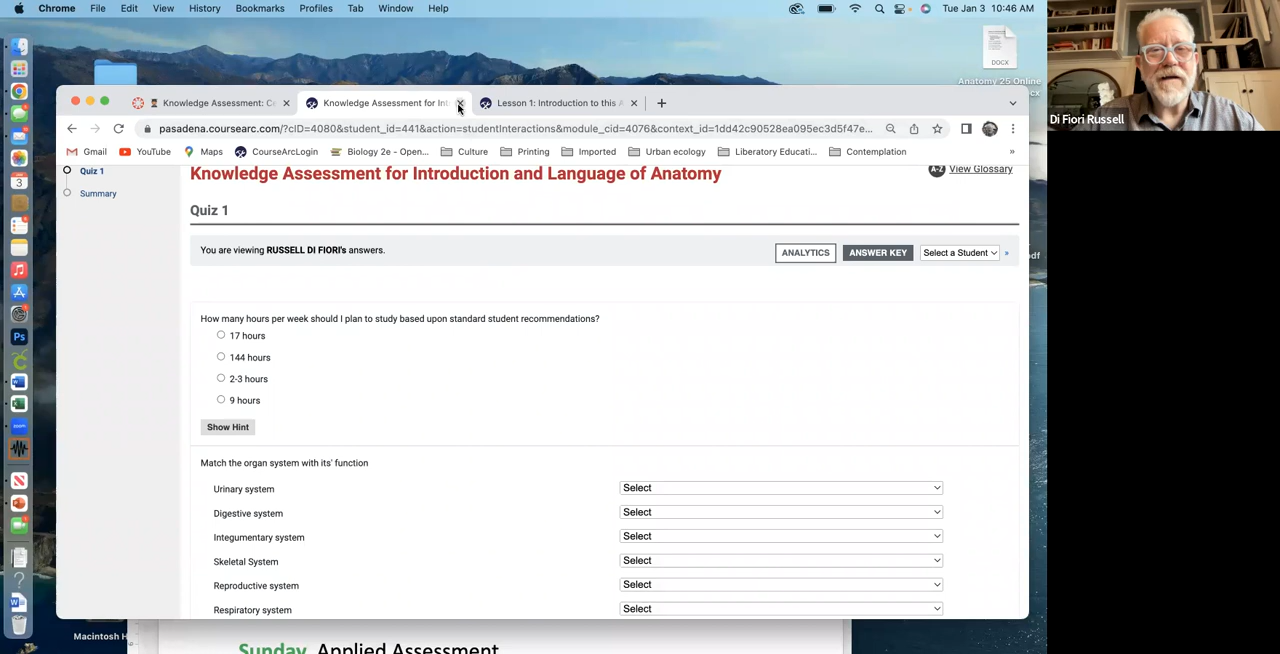 Chrome File Edit View History Bookmarks Profiles Tab Window Help Tue Jan 3 10:46 AM
DOCX
Anatomy 25 Online
Di Fiori Russell
Knowledge Assessment: C
Knowledge Assessment for Int
Lesson 1: Introduction to this A
pasadena.coursearc.com/?cID=4080&student_id=441&action=studentInteractions&module_cid=4076&context_id=1dd42c90528ea095ec3d5f47e...
Gmail YouTube Maps CourseArcLogin Biology 2e - Open... Culture Printing Imported Urban ecology Liberatory Educati... Contemplation »
Quiz 1
Summary
Knowledge Assessment for Introduction and Language of Anatomy
A-Z View Glossary
Quiz 1
You are viewing RUSSELL DI FIORI's answers.
ANALYTICS ANSWER KEY Select a Student »
How many hours per week should I plan to study based upon standard student recommendations?
17 hours
144 hours
2-3 hours
9 hours
Show Hint
Match the organ system with its' function
Urinary system Select
Digestive system Select
Integumentary system Select
Skeletal System Select
Reproductive system Select
Respiratory system Select
Macintosh H
Sunday Applied Assessment